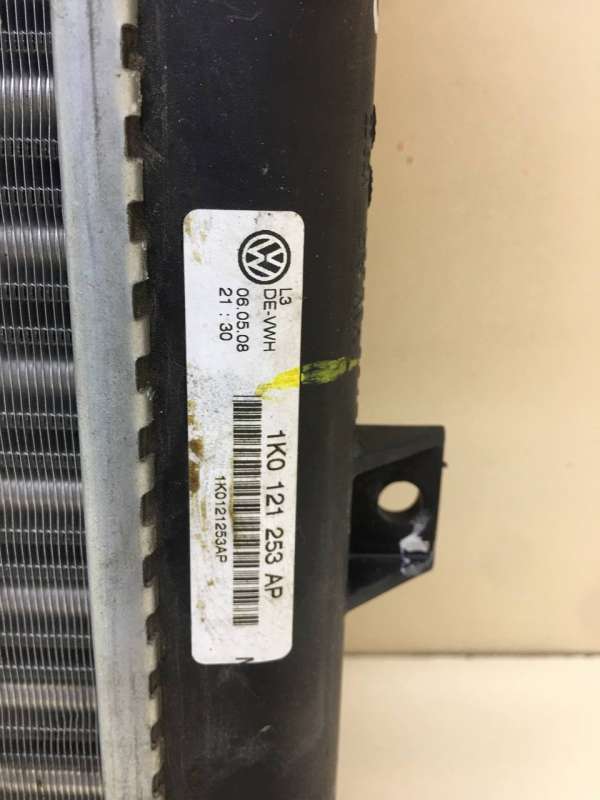 L3
DE-VWH
06.05.08
21 : 30
1K0 121 253 AP
1K0121253AP